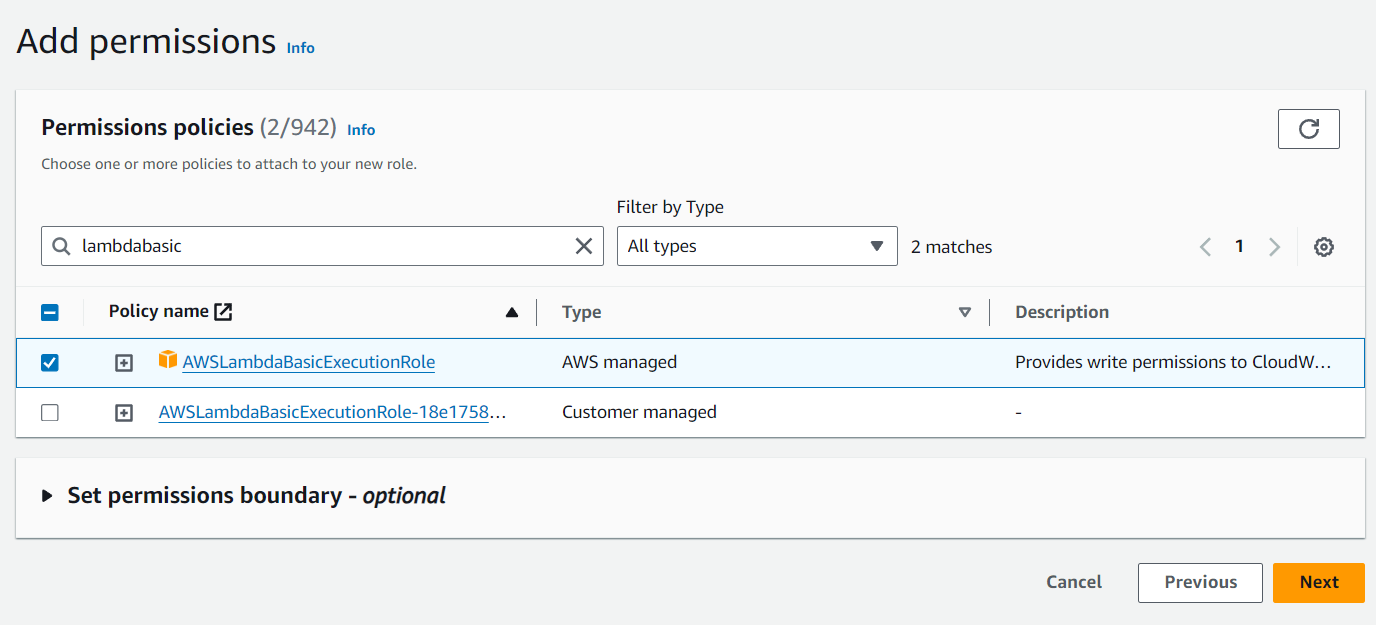 Add permissions Info
Permissions policies (2/942) Info
Choose one or more policies to attach to your new role.
Filter by Type
lambdabasic
All types
2 matches
1
Policy name
Type
Description
AWSLambdaBasicExecutionRole
AWS managed
Provides write permissions to CloudW…
AWSLambdaBasicExecutionRole-18e1758…
Customer managed
-
Set permissions boundary - optional
Cancel
Previous
Next